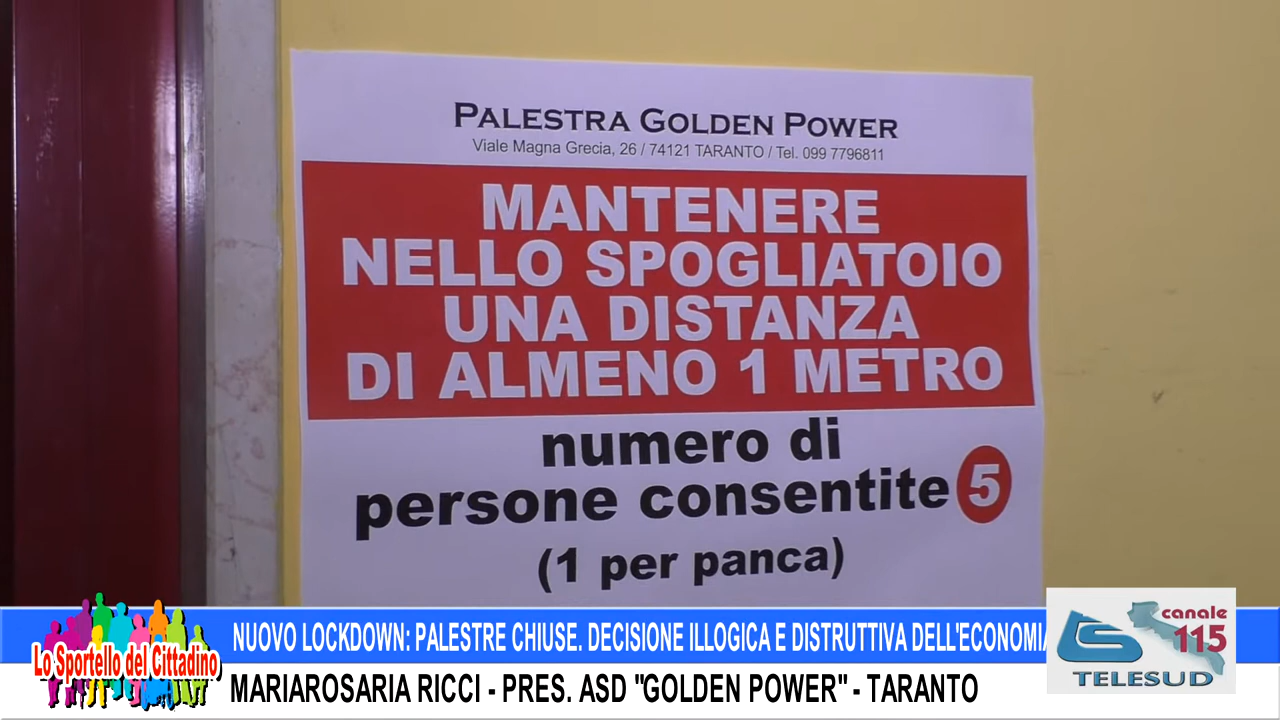 PALESTRA GOLDEN POWER
Viale Magna Grecia, 26 / 74121 TARANTO / Tel. 099 7796811
MANTENERE
NELLO SPOGLIATOIO
UNA DISTANZA
DI ALMENO 1 METRO
numero di
persone consentite 5
(1 per panca)
NUOVO LOCKDOWN: PALESTRE CHIUSE. DECISIONE ILLOGICA E DISTRUTTIVA DELL'ECONOMIA
Lo Sportello del Cittadino
MARIAROSARIA RICCI - PRES. ASD "GOLDEN POWER" - TARANTO
canale
115
TELESUD